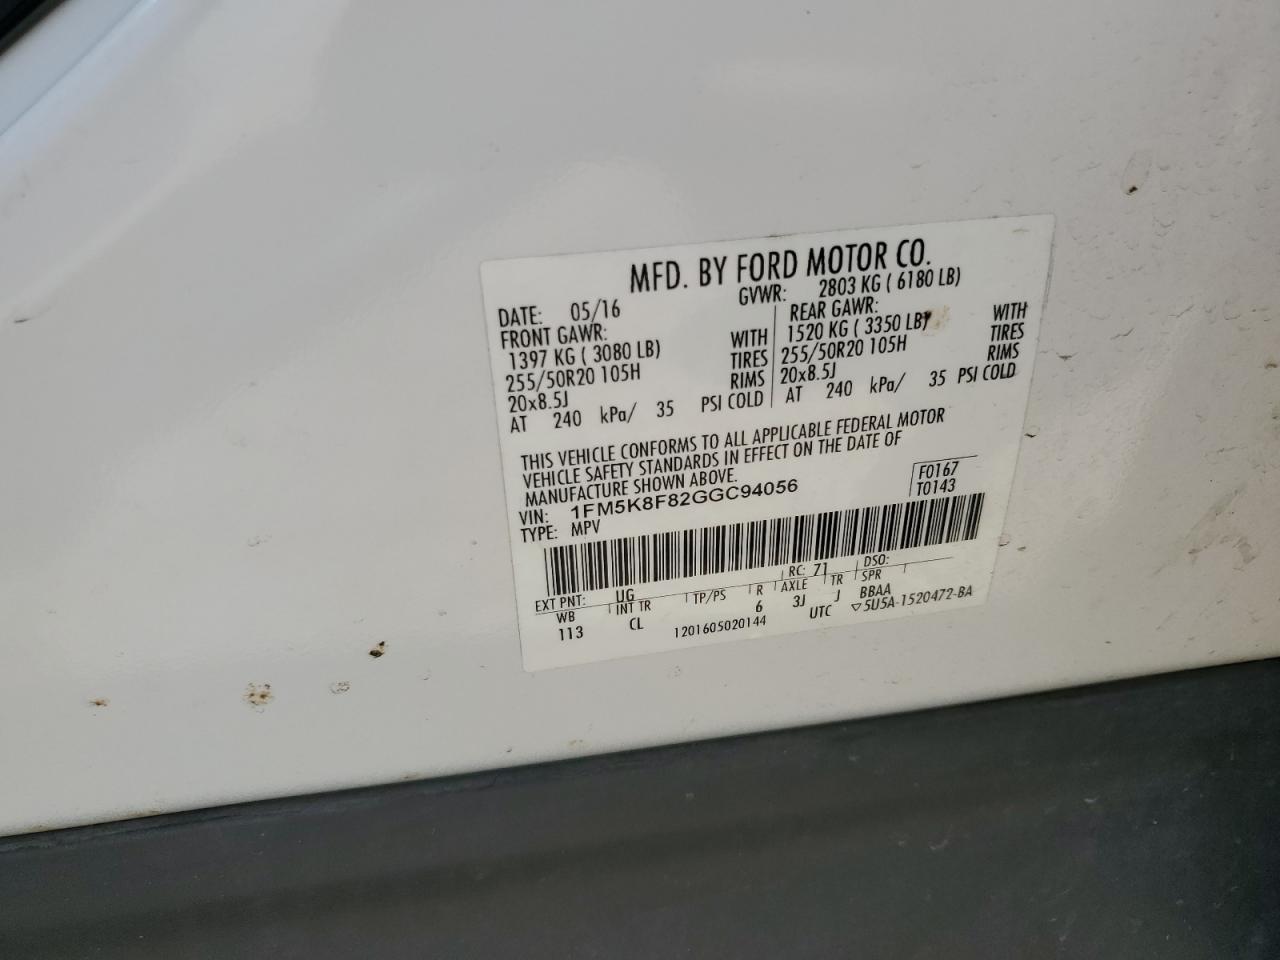 MFD. BY FORD MOTOR CO.
DATE: 05/16 GVWR: 2803 KG ( 6180 LB)
FRONT GAWR: REAR GAWR:
1397 KG ( 3080 LB) WITH 1520 KG ( 3350 LB) WITH
255/50R20 105H TIRES 255/50R20 105H TIRES
20x8.5J RIMS 20x8.5J RIMS
AT 240 kPa/ 35 PSI COLD AT 240 kPa/ 35 PSI COLD
THIS VEHICLE CONFORMS TO ALL APPLICABLE FEDERAL MOTOR
VEHICLE SAFETY STANDARDS IN EFFECT ON THE DATE OF
MANUFACTURE SHOWN ABOVE.
F0167
VIN: 1FM5K8F82GGC94056 T0143
TYPE: MPV
RC: 71 DSO:
EXT PNT: UG
WB INT TR TP/PS R AXLE TR SPR
113 CL 6 3J J BBAA
1201605020144 UTC ▽5U5A-1520472-BA